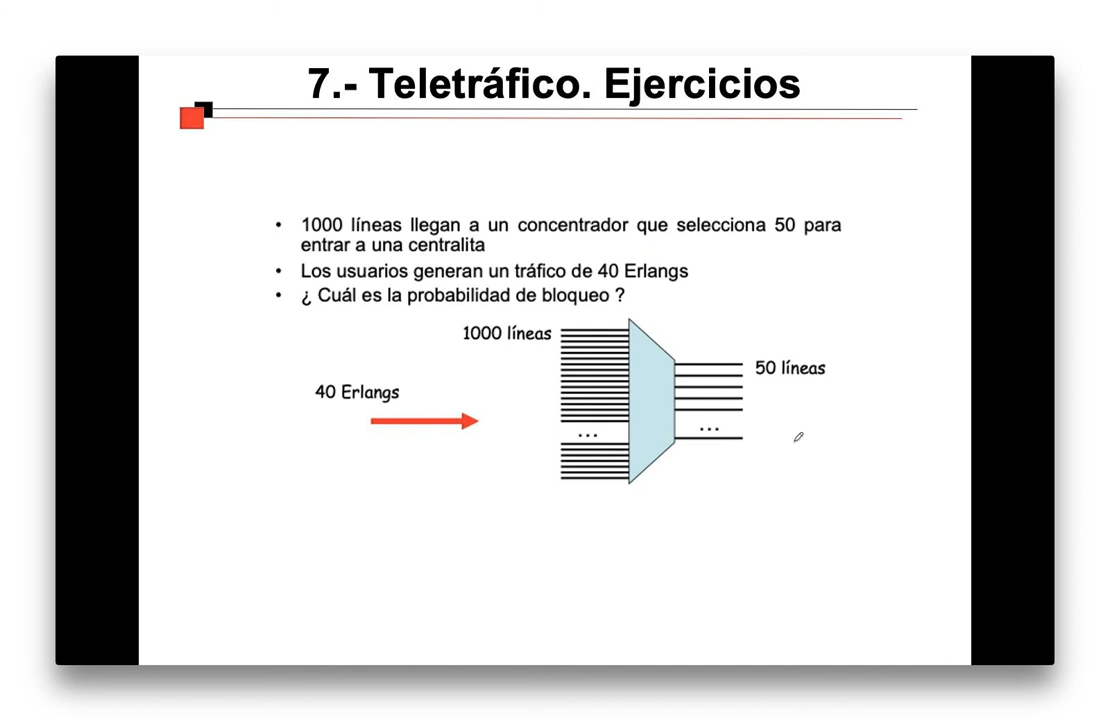 7.- Teletráfico. Ejercicios
• 1000 líneas llegan a un concentrador que selecciona 50 para
entrar a una centralita
• Los usuarios generan un tráfico de 40 Erlangs
• ¿ Cuál es la probabilidad de bloqueo ?
1000 líneas
50 líneas
40 Erlangs
...
...